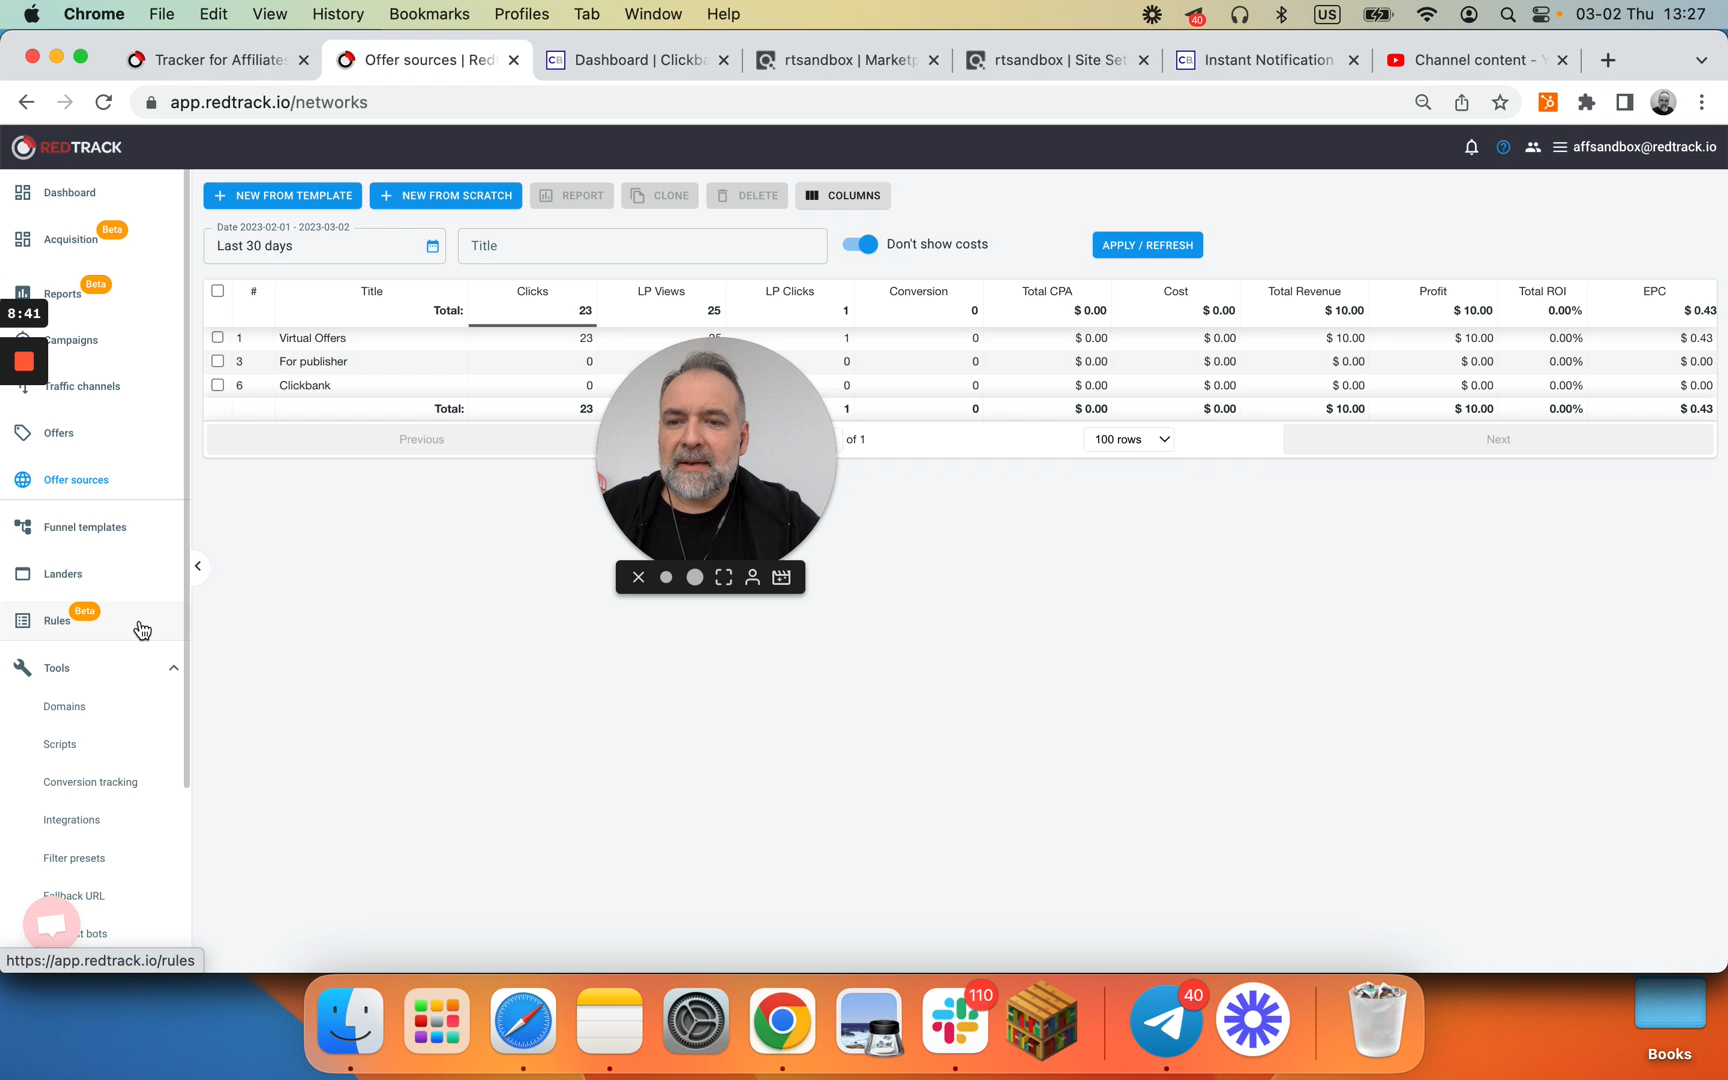 Chrome File Edit View History Bookmarks Profiles Tab Window Help 40 US 03-02 Thu 13:27
Tracker for Affiliates Offer sources | Red Dashboard | Clickba rtsandbox | Marketp rtsandbox | Site Set Instant Notification Channel content -
app.redtrack.io/networks
REDTRACK affsandbox@redtrack.io
Dashboard
Acquisition Beta
Reports Beta
8:41
Campaigns
Traffic channels
Offers
Offer sources
Funnel templates
Landers
Rules Beta
Tools
Domains
Scripts
Conversion tracking
Integrations
Filter presets
Fallback URL
bots
https://app.redtrack.io/rules
NEW FROM TEMPLATE NEW FROM SCRATCH REPORT CLONE DELETE COLUMNS
Date 2023-02-01 - 2023-03-02
Last 30 days Title Don't show costs APPLY / REFRESH
# Title Clicks LP Views LP Clicks Conversion Total CPA Cost Total Revenue Profit Total ROI EPC
Total: 23 25 1 0 $ 0.00 $ 0.00 $ 10.00 $ 10.00 0.00% $ 0.43
1 Virtual Offers 23 25 1 0 $ 0.00 $ 0.00 $ 10.00 $ 10.00 0.00% $ 0.43
3 For publisher 0 0 0 $ 0.00 $ 0.00 $ 0.00 $ 0.00 0.00% $ 0.00
6 Clickbank 0 0 0 $ 0.00 $ 0.00 $ 0.00 $ 0.00 0.00% $ 0.00
Total: 23 1 0 $ 0.00 $ 0.00 $ 10.00 $ 10.00 0.00% $ 0.43
Previous of 1 100 rows Next
110 40
Books